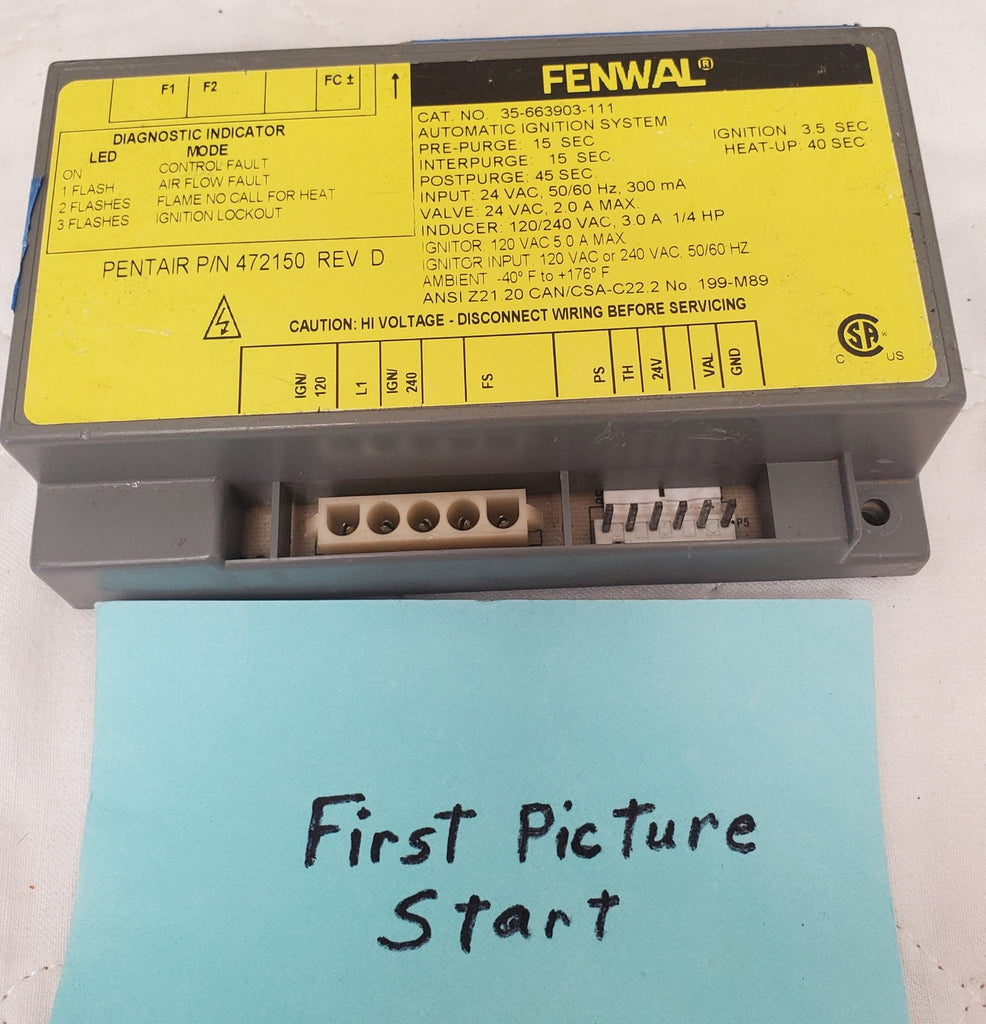 F1 F2 FC ± ↑
DIAGNOSTIC INDICATOR
LED MODE
ON CONTROL FAULT
1 FLASH AIR FLOW FAULT
2 FLASHES FLAME NO CALL FOR HEAT
3 FLASHES IGNITION LOCKOUT
PENTAIR P/N 472150 REV D
FENWAL®
CAT. NO. 35-663903-111
AUTOMATIC IGNITION SYSTEM
PRE-PURGE: 15 SEC
INTERPURGE: 15 SEC.
POSTPURGE: 45 SEC.
INPUT: 24 VAC, 50/60 Hz, 300 mA
VALVE: 24 VAC, 2.0 A MAX.
INDUCER: 120/240 VAC, 3.0 A 1/4 HP
IGNITOR: 120 VAC 5.0 A MAX
IGNITOR INPUT: 120 VAC or 240 VAC, 50/60 HZ
AMBIENT -40° F to +176° F
ANSI Z21.20 CAN/CSA-C22.2 No. 199-M89
IGNITION 3.5 SEC.
HEAT-UP: 40 SEC
CAUTION: HI VOLTAGE - DISCONNECT WIRING BEFORE SERVICING
IGN/ 120 L1 IGN/ 240 FS PS TH 24V VAL GND
C SA® US
P5
First Picture
Start